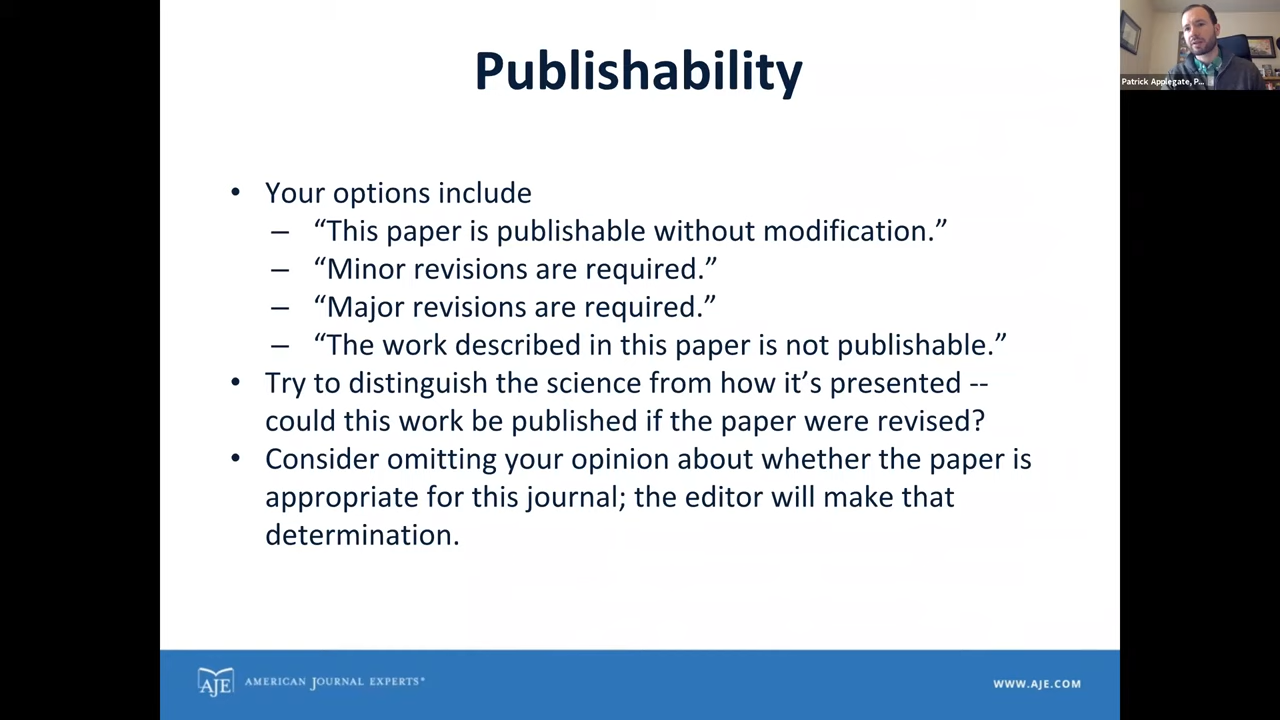 Publishability
Patrick Applegate, P...
• Your options include
– “This paper is publishable without modification.”
– “Minor revisions are required.”
– “Major revisions are required.”
– “The work described in this paper is not publishable.”
• Try to distinguish the science from how it’s presented --
could this work be published if the paper were revised?
• Consider omitting your opinion about whether the paper is
appropriate for this journal; the editor will make that
determination.
AJE AMERICAN JOURNAL EXPERTS®
WWW.AJE.COM